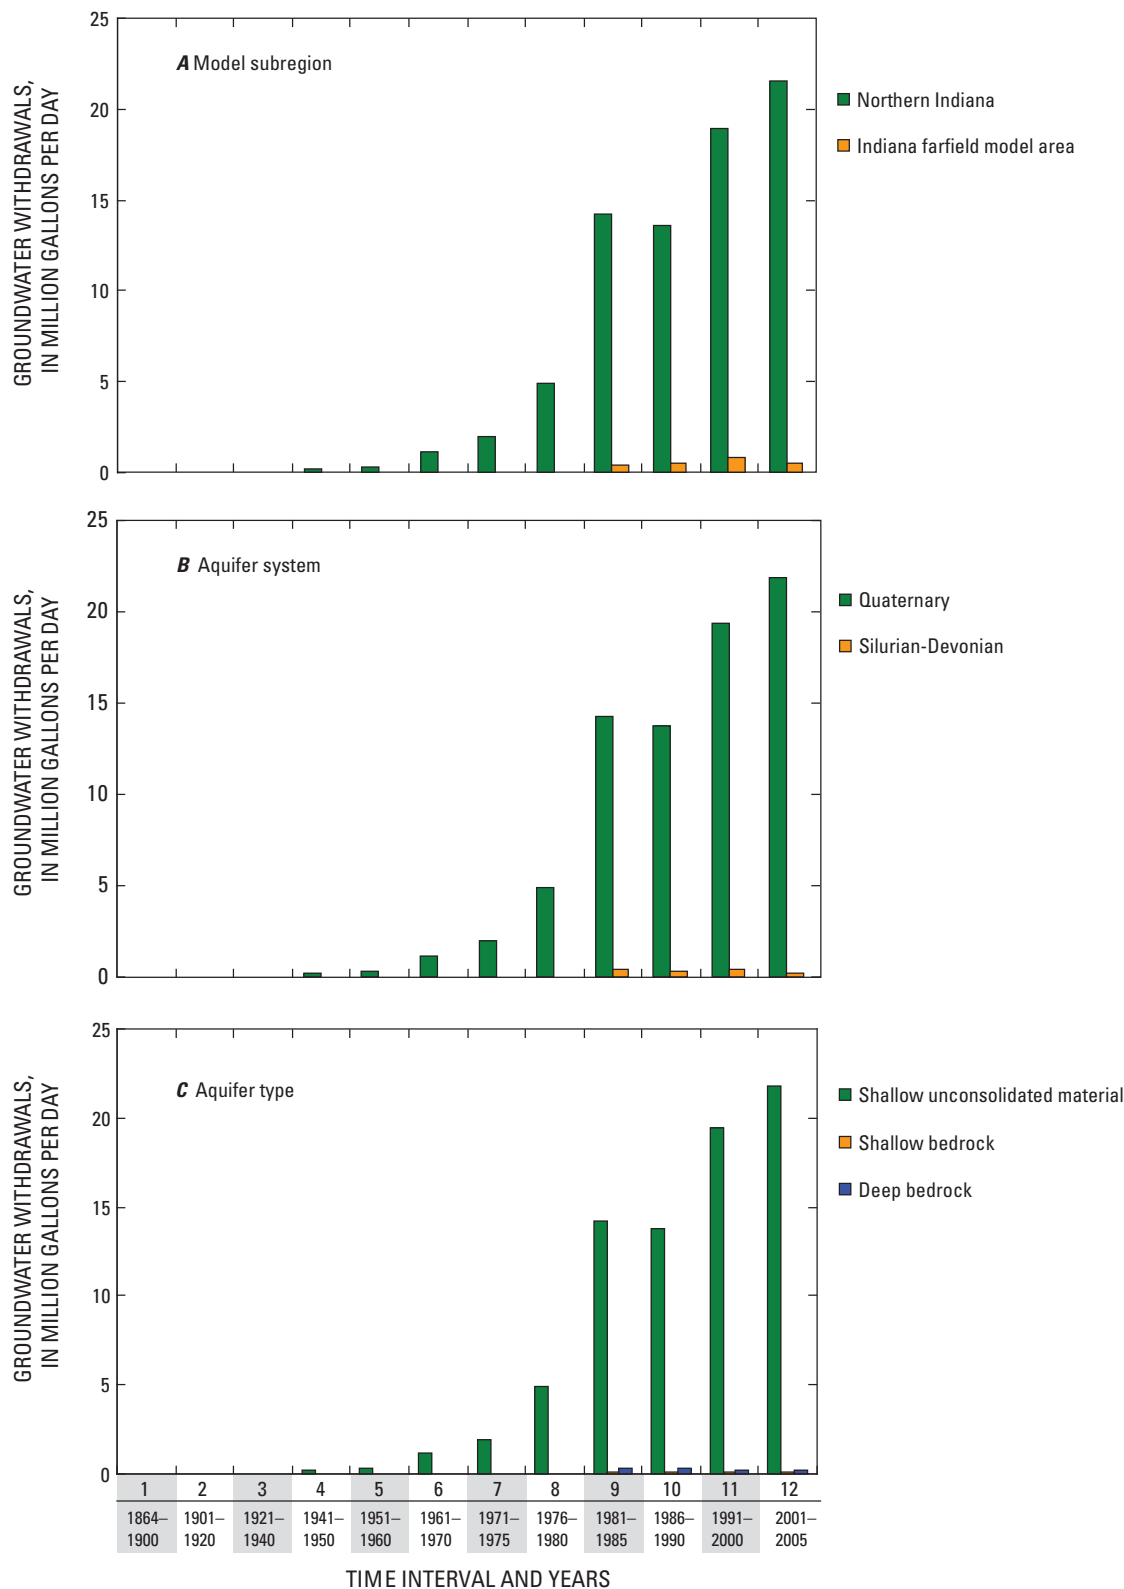 GROUNDWATER WITHDRAWALS,
IN MILLION GALLONS PER DAY
25
20
15
10
5
0
A Model subregion
Northern Indiana
Indiana farfield model area
GROUNDWATER WITHDRAWALS,
IN MILLION GALLONS PER DAY
25
20
15
10
5
0
B Aquifer system
Quaternary
Silurian-Devonian
GROUNDWATER WITHDRAWALS,
IN MILLION GALLONS PER DAY
25
20
15
10
5
0
C Aquifer type
Shallow unconsolidated material
Shallow bedrock
Deep bedrock
1 2 3 4 5 6 7 8 9 10 11 12
1864– 1901– 1921– 1941– 1951– 1961– 1971– 1976– 1981– 1986– 1991– 2001–
1900 1920 1940 1950 1960 1970 1975 1980 1985 1990 2000 2005
TIME INTERVAL AND YEARS